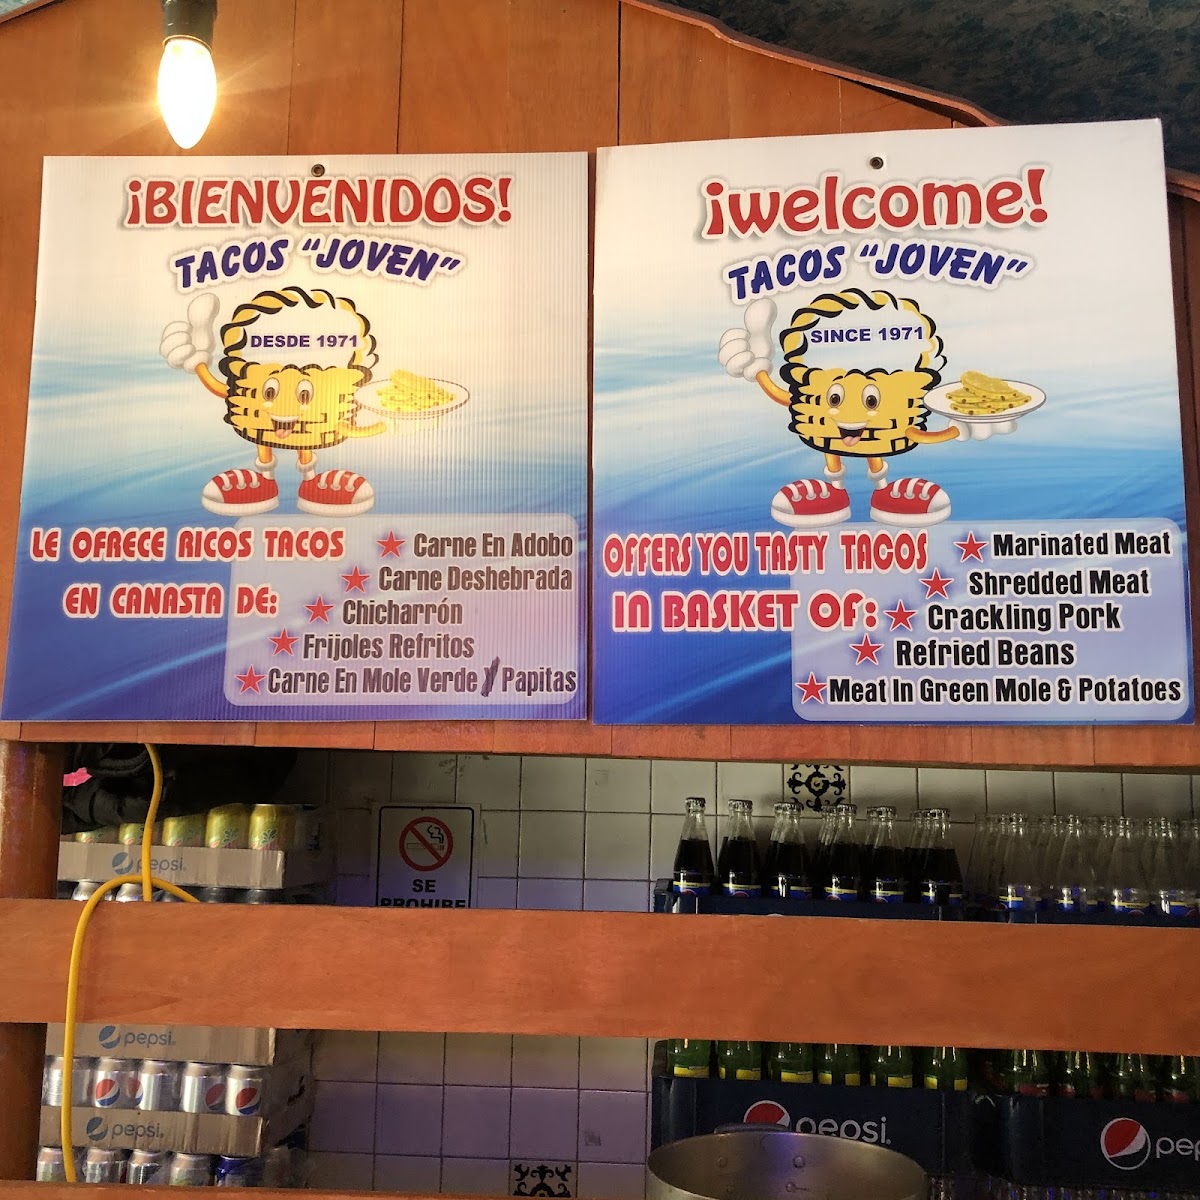 ¡BIENVENIDOS!
TACOS "JOVEN"
DESDE 1971
LE OFRECE RICOS TACOS
EN CANASTA DE:
Carne En Adobo
Carne Deshebrada
Chicharrón
Frijoles Refritos
Carne En Mole Verde Y Papitas
¡welcome!
TACOS "JOVEN"
SINCE 1971
OFFERS YOU TASTY TACOS
IN BASKET OF:
Marinated Meat
Shredded Meat
Crackling Pork
Refried Beans
Meat In Green Mole & Potatoes
pepsi.
SE
PROHIBE
pepsi.
pepsi.
pepsi.
pe